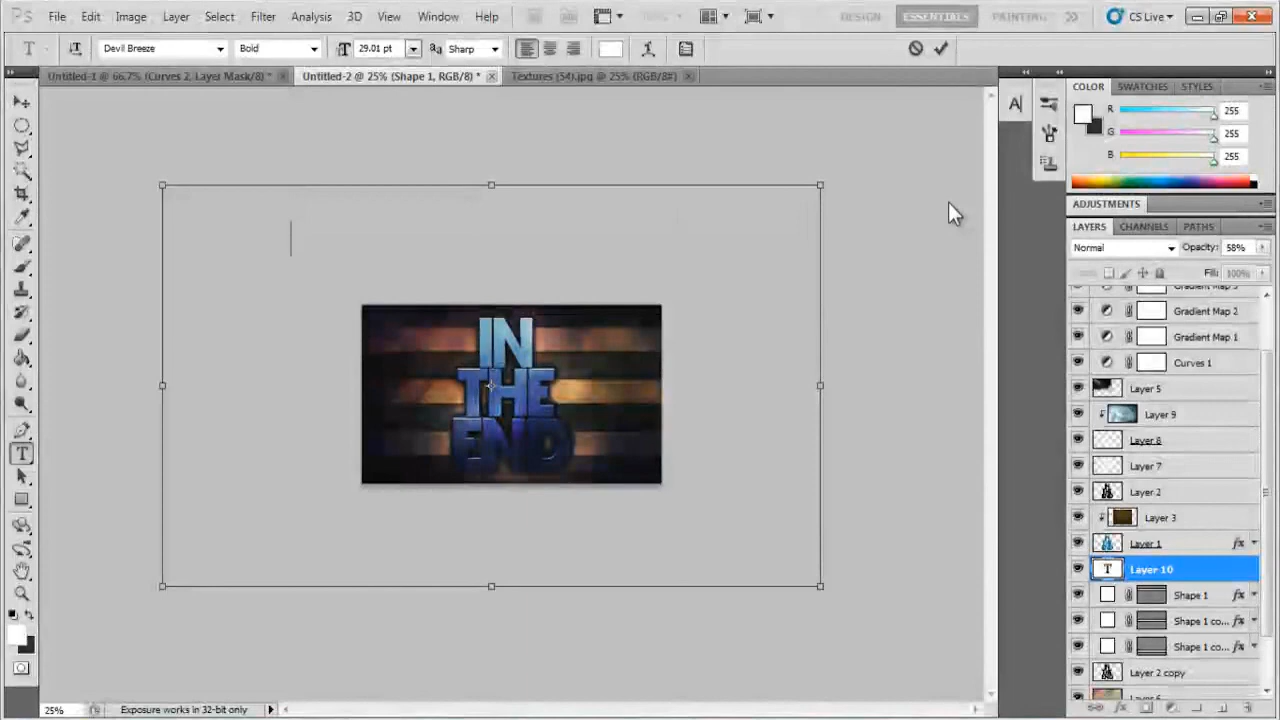 PS File Edit Image Layer Select Filter Analysis 3D View Window Help DESIGN ESSENTIALS PAINTING CS Live
T Devil Breeze Bold 29.01 pt aa Sharp
Untitled-1 @ 66.7% (Curves 2, Layer Mask/8) * Untitled-2 @ 25% (Shape 1, RGB/8) * Textures (54).jpg @ 25% (RGB/8#)
COLOR SWATCHES STYLES
R 255
G 255
B 255
ADJUSTMENTS
LAYERS CHANNELS PATHS
Normal Opacity: 58%
Fill: 100%
Gradient Map 2
Gradient Map 1
Curves 1
Layer 5
Layer 9
Layer 8
Layer 7
Layer 2
Layer 3
Layer 1 fx
T Layer 10
Shape 1 fx
Shape 1 co... fx
Shape 1 co... fx
Layer 2 copy
IN
THE
END
25% Exposure works in 32-bit only